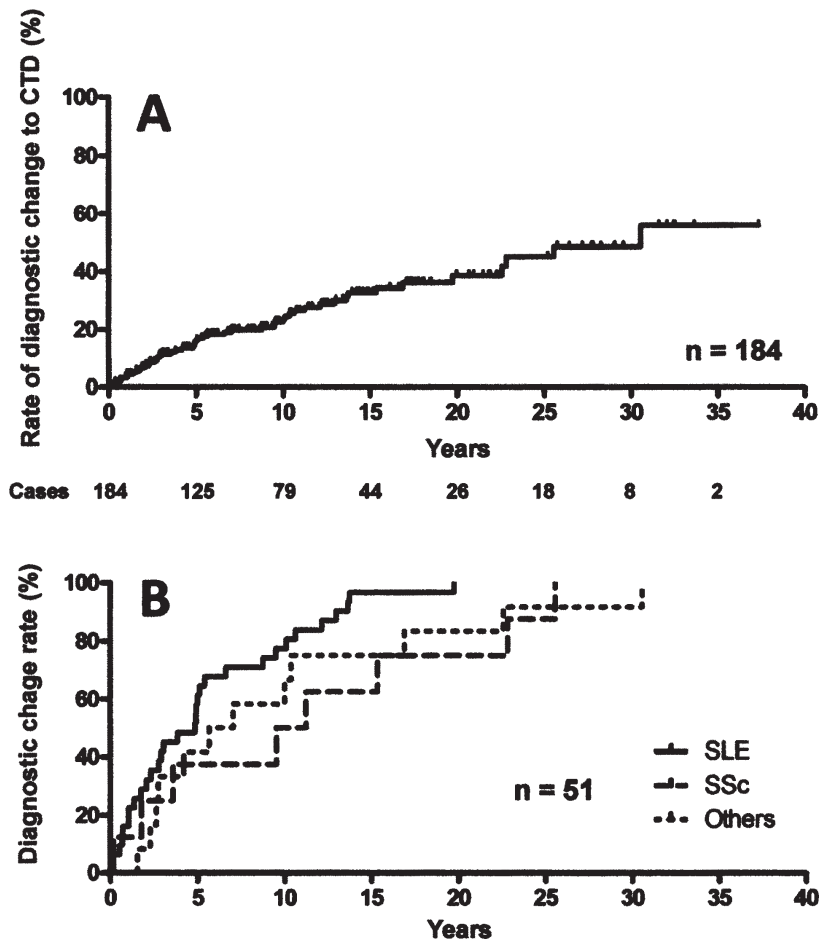 Rate of diagnostic change to CTD (%)
A
100
80
60
40
20
0
n = 184
0 5 10 15 20 25 30 35 40
Years
Cases 184 125 79 44 26 18 8 2
Diagnostic chage rate (%)
B
100
80
60
40
20
0
SLE
SSc
Others
n = 51
0 5 10 15 20 25 30 35 40
Years